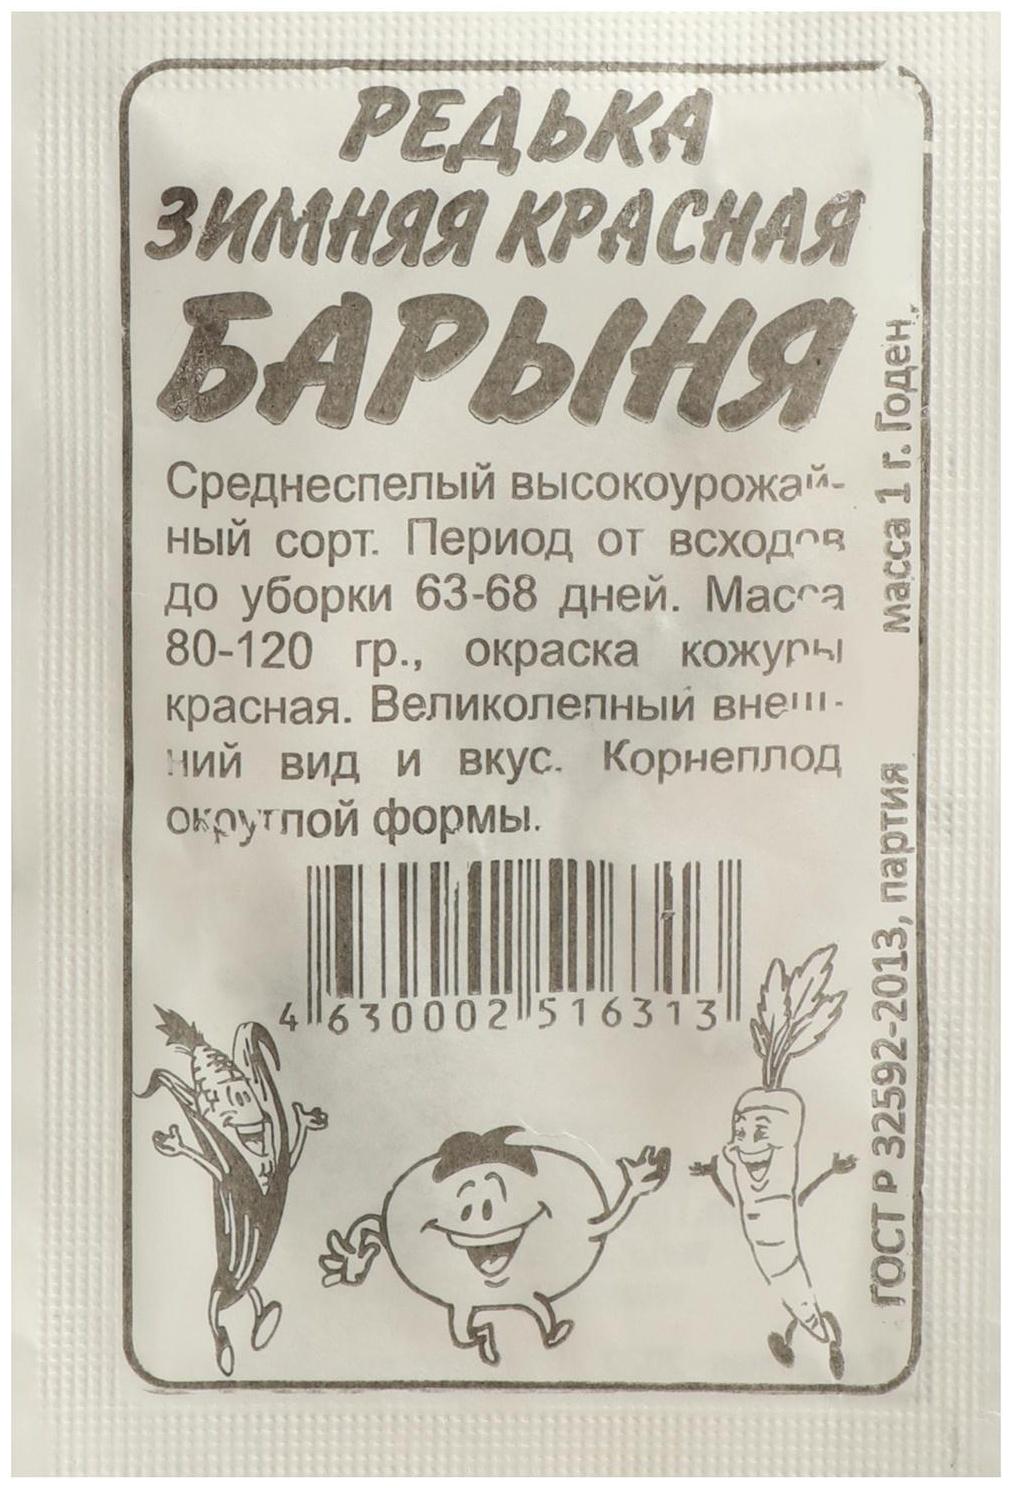 РЕДЬКА
ЗИМНЯЯ КРАСНАЯ
БАРЫНЯ
Среднеспелый высокоурожай-
ный сорт. Период от всходов
до уборки 63-68 дней. Масса
80-120 гр., окраска кожуры
красная. Великолепный внеш-
ний вид и вкус. Корнеплод
округлой формы.
4 630002 516313
ГОСТ Р 32592-2013, партия масса 1 г. Годен